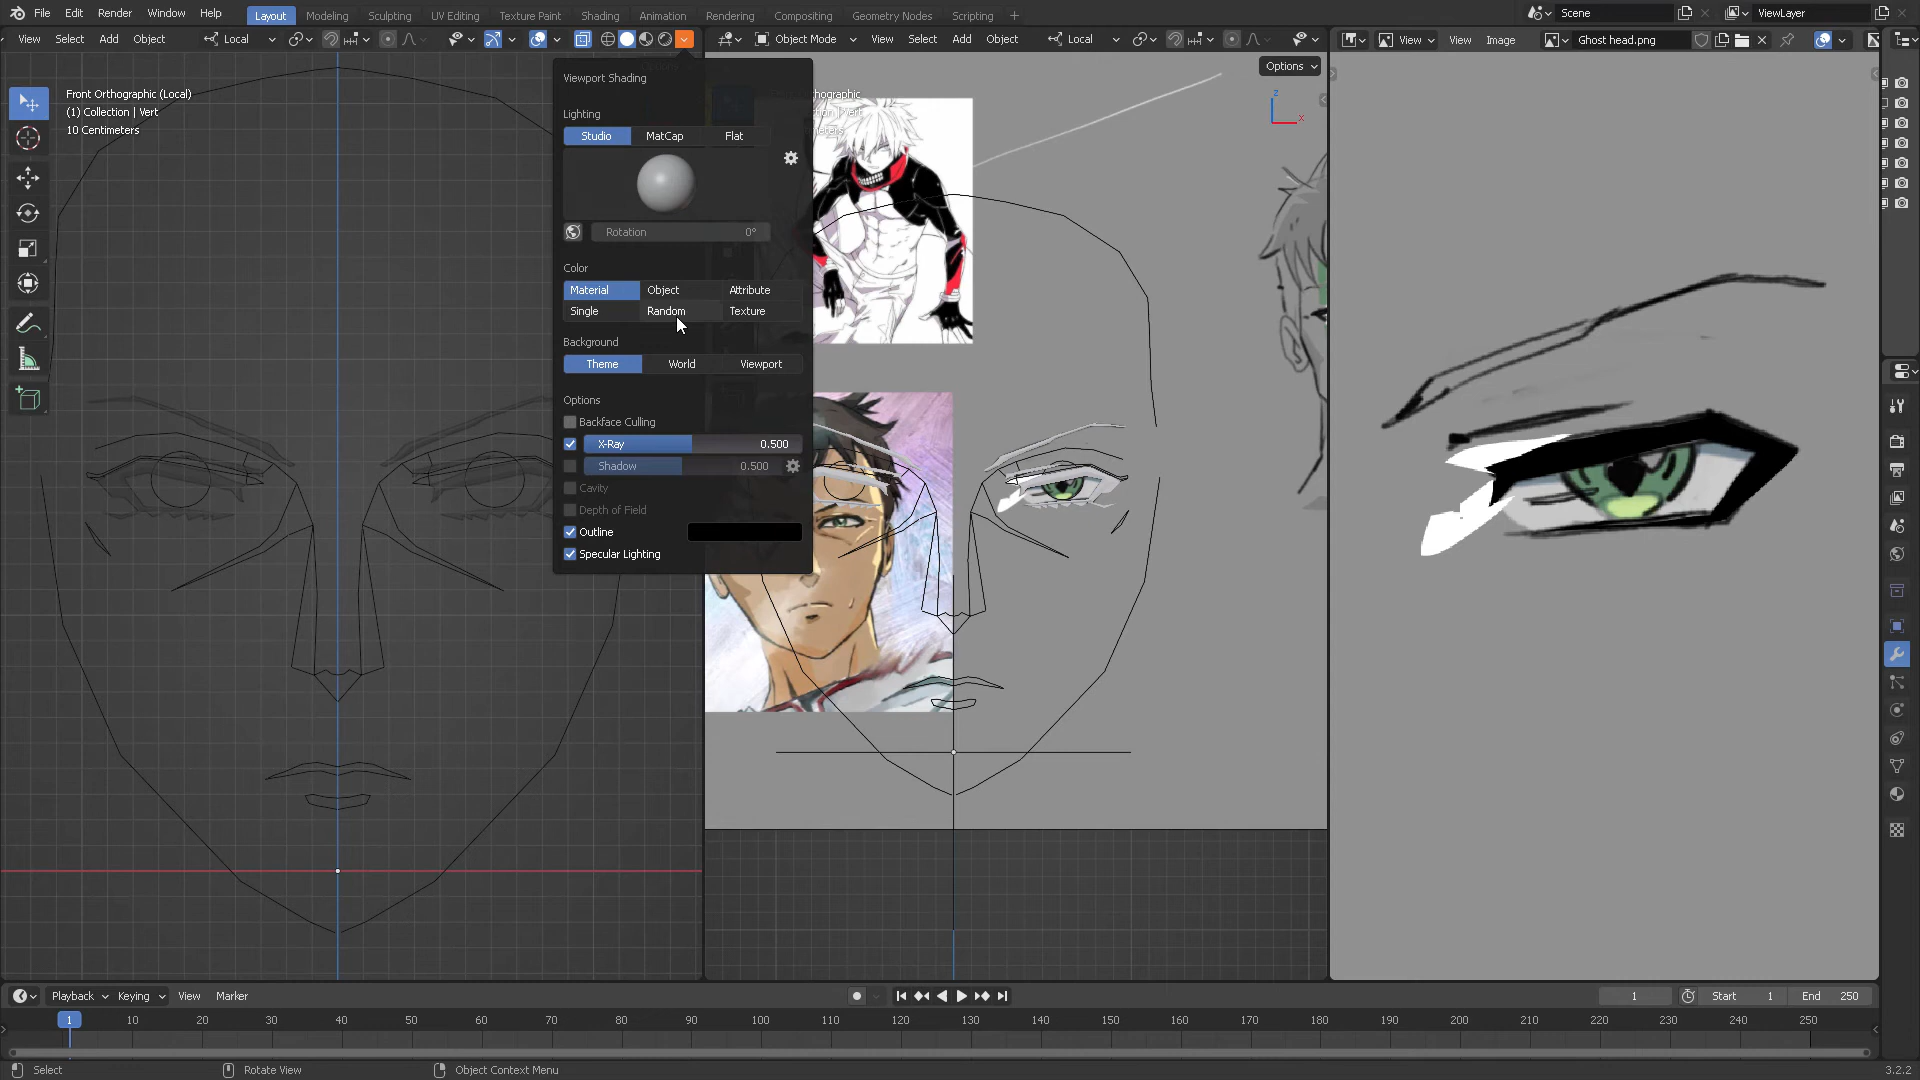 File Edit Render Window Help Layout Modeling Sculpting UV Editing Texture Paint Shading Animation Rendering Compositing Geometry Nodes Scripting + Scene ViewLayer
View Select Add Object Local Object Mode View Select Add Object Local View View Image Ghost head.png
Options
Front Orthographic (Local)
(1) Collection | Vert
10 Centimeters
Viewport Shading
Lighting
Studio MatCap Flat
Rotation 0°
Color
Material Object Attribute
Single Random Texture
Background
Theme World Viewport
Options
Backface Culling
X-Ray 0.500
Shadow 0.500
Cavity
Depth of Field
Outline
Specular Lighting
hographic
Z
X
Playback Keying View Marker 1 Start 1 End 250
1 10 20 30 40 50 60 70 80 90 100 110 120 130 140 150 160 170 180 190 200 210 220 230 240 250
Select Rotate View Object Context Menu 3.2.2